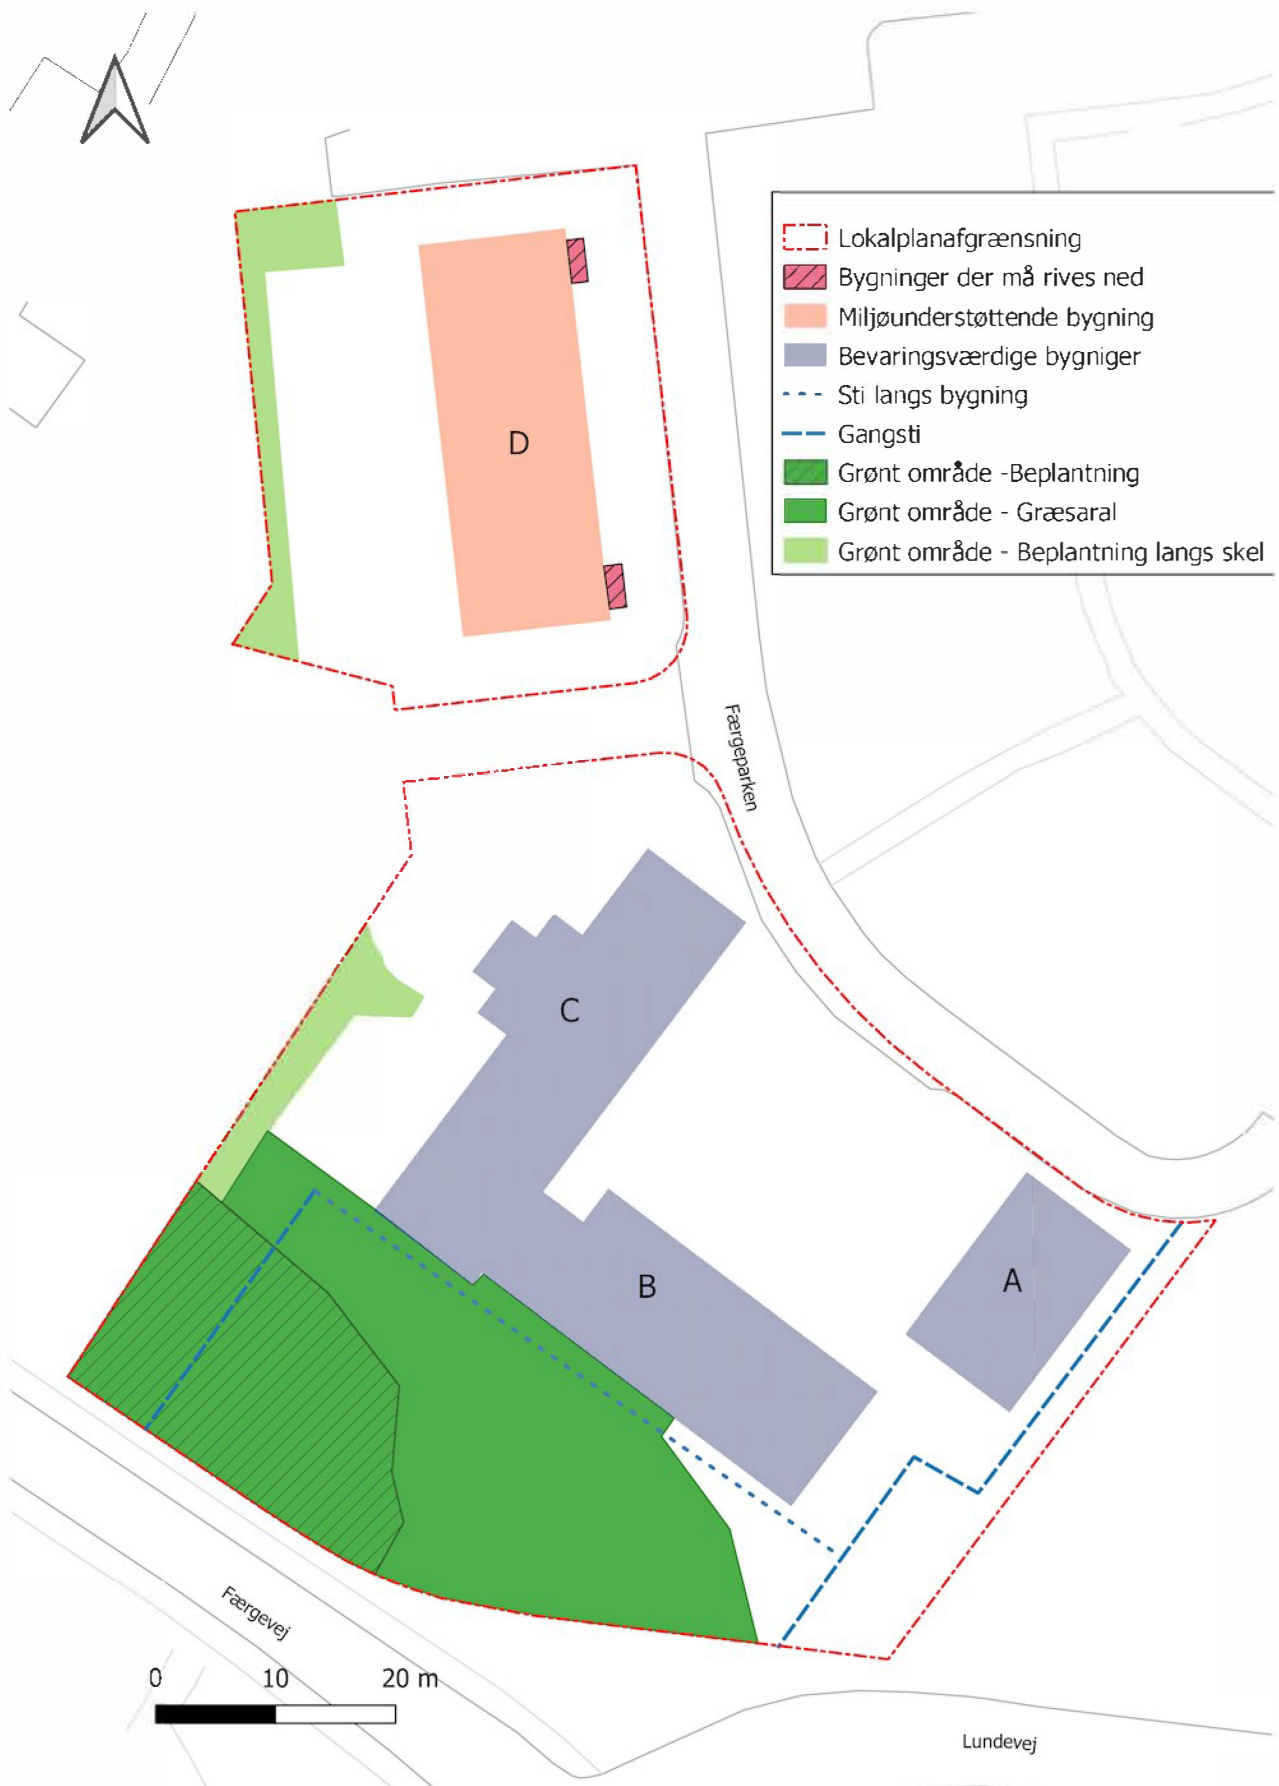 Lokalplanafgrænsning
Bygninger der må rives ned
Miljøunderstøttende bygning
Bevaringsværdige bygniger
Sti langs bygning
Gangsti
Grønt område -Beplantning
Grønt område - Græsaral
Grønt område - Beplantning langs skel
D
Færgeparken
C
B
A
Færgevej
0 10 20 m
Lundevej